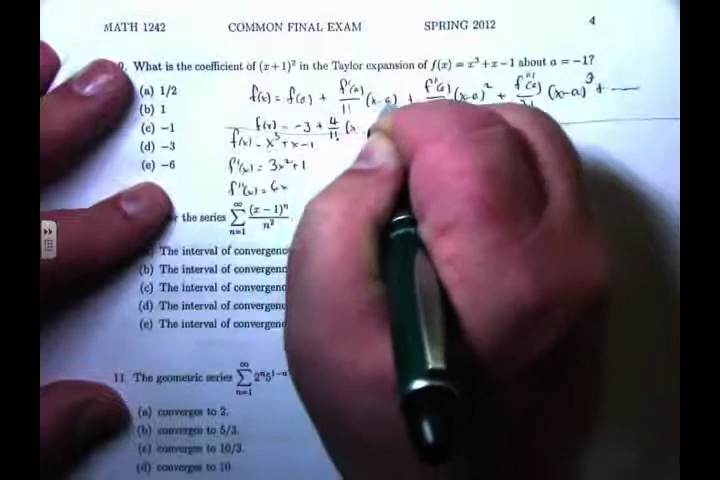 MATH 1242 COMMON FINAL EXAM SPRING 2012 4
9. What is the coefficient of (x + 1)² in the Taylor expansion of f(x) = x³ + x − 1 about a = −1?
(a) 1/2
(b) 1
(c) −1
(d) −3
(e) −6
f(x) = f(a) + f'(a)/1! (x-a) + f''(a) (x-a)² + f'''(a)/3! (x-a)³ + ——
f(x) = -3 + 4/1! (x
f(x) = x³ + x - 1
f'(x) = 3x² + 1
f''(x) = 6x
the series ∑_{n=1}^{∞} (x − 1)ⁿ/n².
The interval of convergenc
(b) The interval of convergenc
(c) The interval of convergenc
(d) The interval of convergenc
(e) The interval of convergenc
11. The geometric series ∑_{n=1}^{∞} 2ⁿ5¹⁻ⁿ
(a) converges to 2.
(b) converges to 5/3.
(c) converges to 10/3.
(d) converges to 10